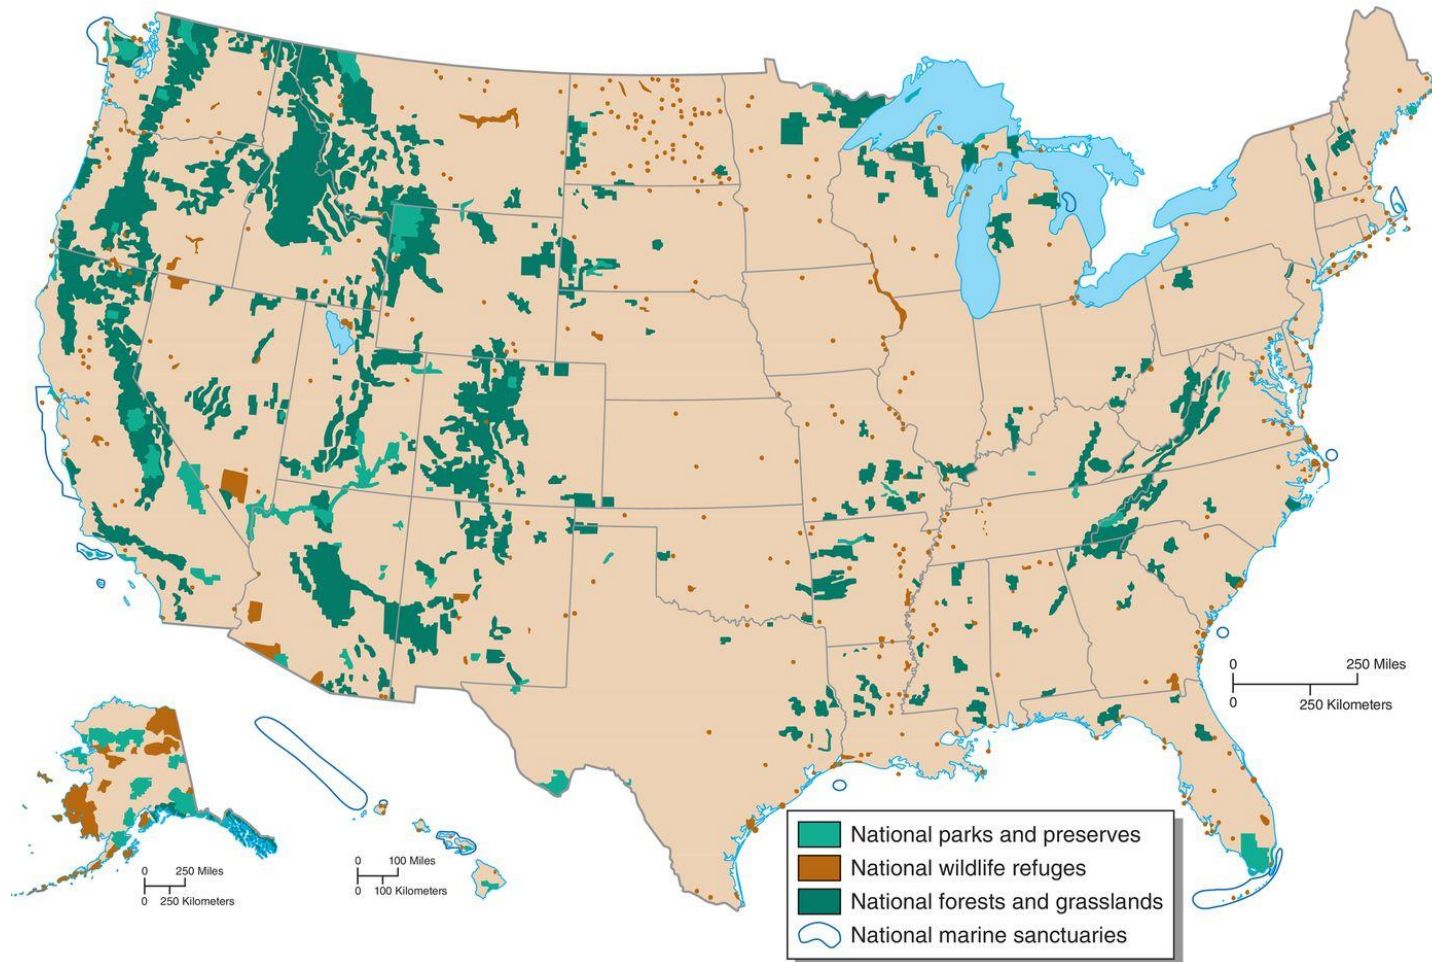 0 250 Miles
0 250 Kilometers
0 250 Miles
0 250 Kilometers
0 100 Miles
0 100 Kilometers
National parks and preserves
National wildlife refuges
National forests and grasslands
National marine sanctuaries